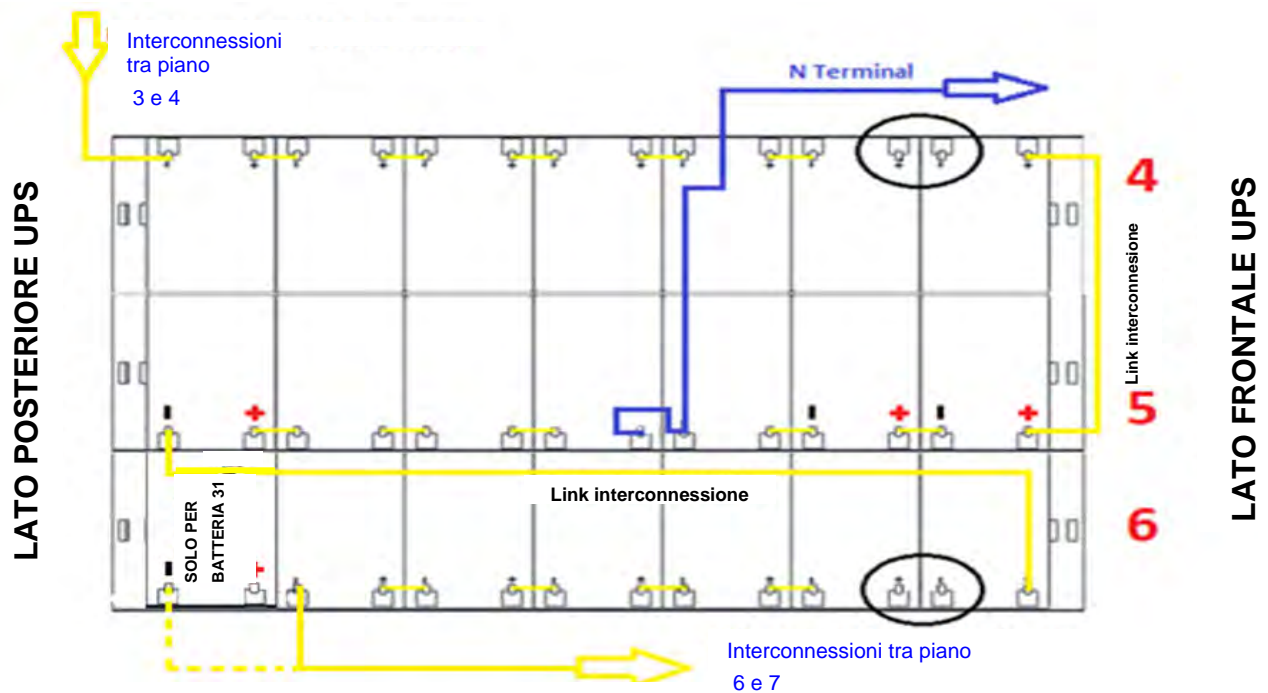 Interconnessioni
tra piano
3 e 4
N Terminal
LATO POSTERIORE UPS
4
Link interconnesione
5
LATO FRONTALE UPS
- + - + - +
Link interconnessione
6
SOLO PER
BATTERIA 31
- +
Interconnessioni tra piano
6 e 7